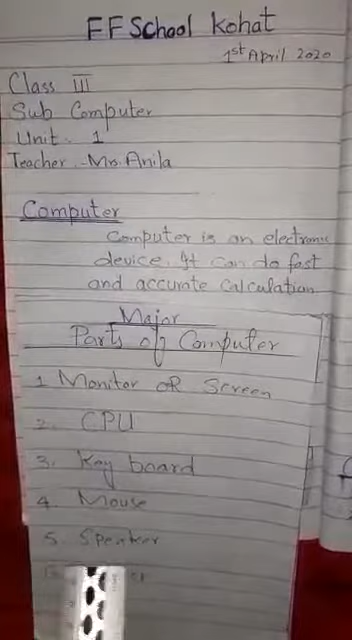 FF School Kohat
1st April 2020
Class III
Sub Computer
Unit. 1
Teacher - Ms. Anila
Computer
Computer is an electronic
device. It can do fast
and accurate calculation
Major
Parts of Computer
1 Monitor OR Screen
2. CPU
3. Key board
4. Mouse
5. Speaker